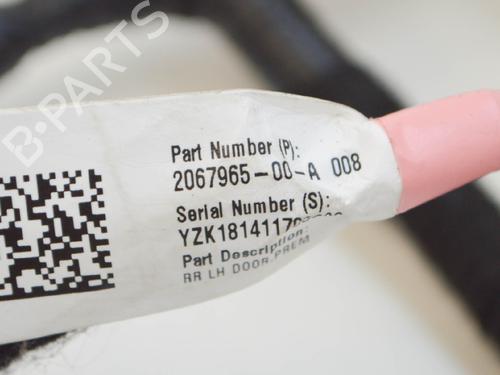 B-PARTS
Part Number (P):
2067965-00-A 008
Serial Number (S):
Part Description:
RR LH DOOR,PREM